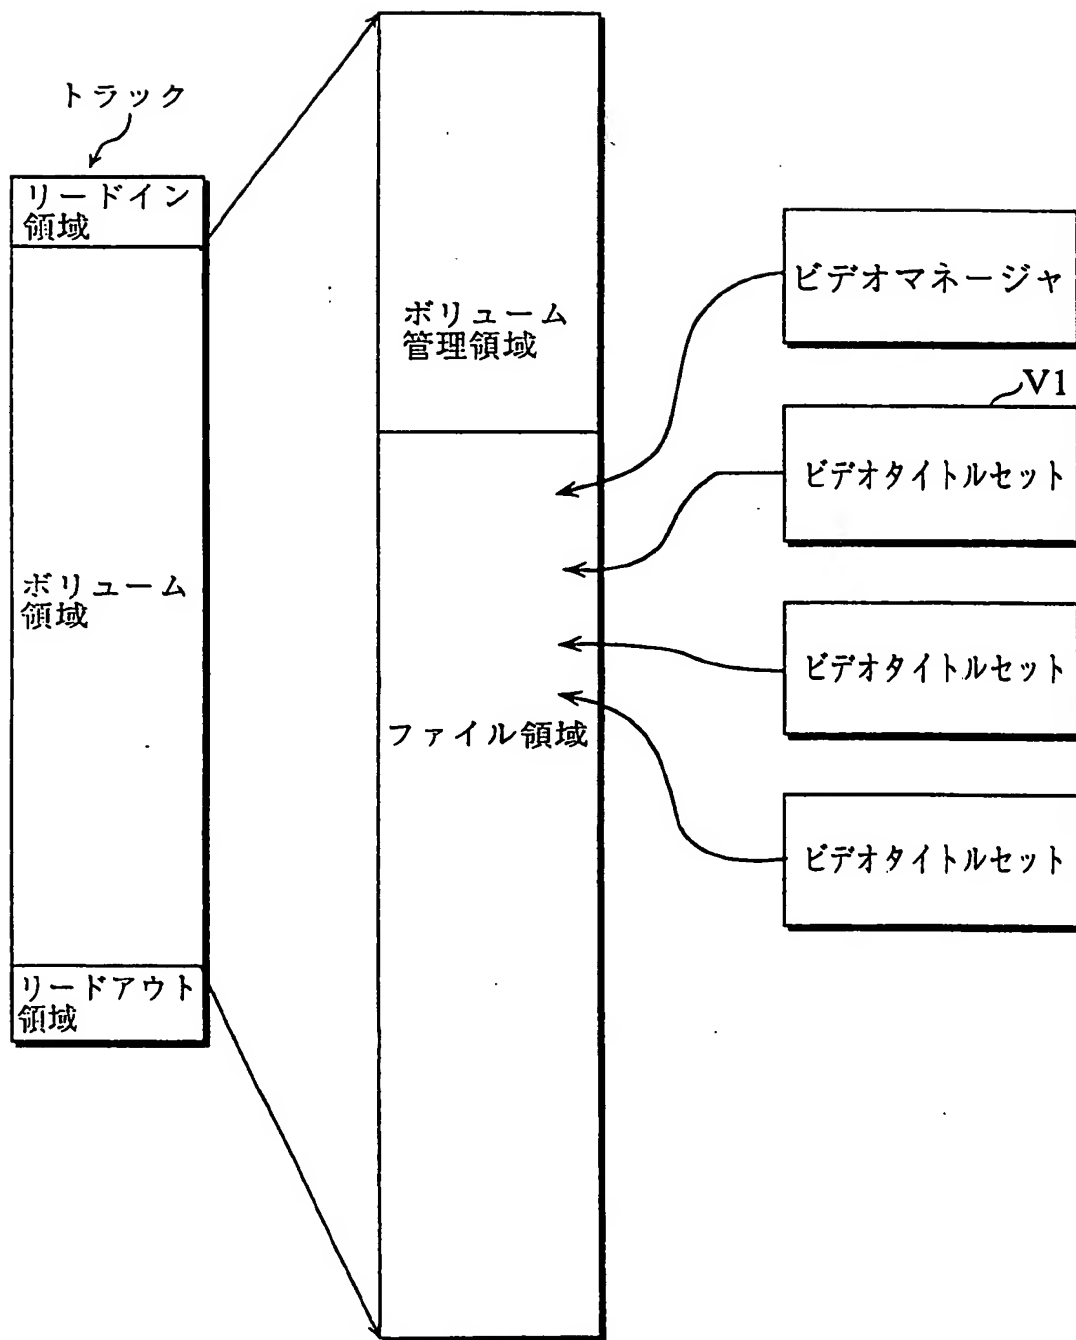 トラック
リードイン
領域
ボリューム
領域
リードアウト
領域
ボリューム
管理領域
ファイル領域
ビデオマネージャ
V1
ビデオタイトルセット
ビデオタイトルセット
ビデオタイトルセット